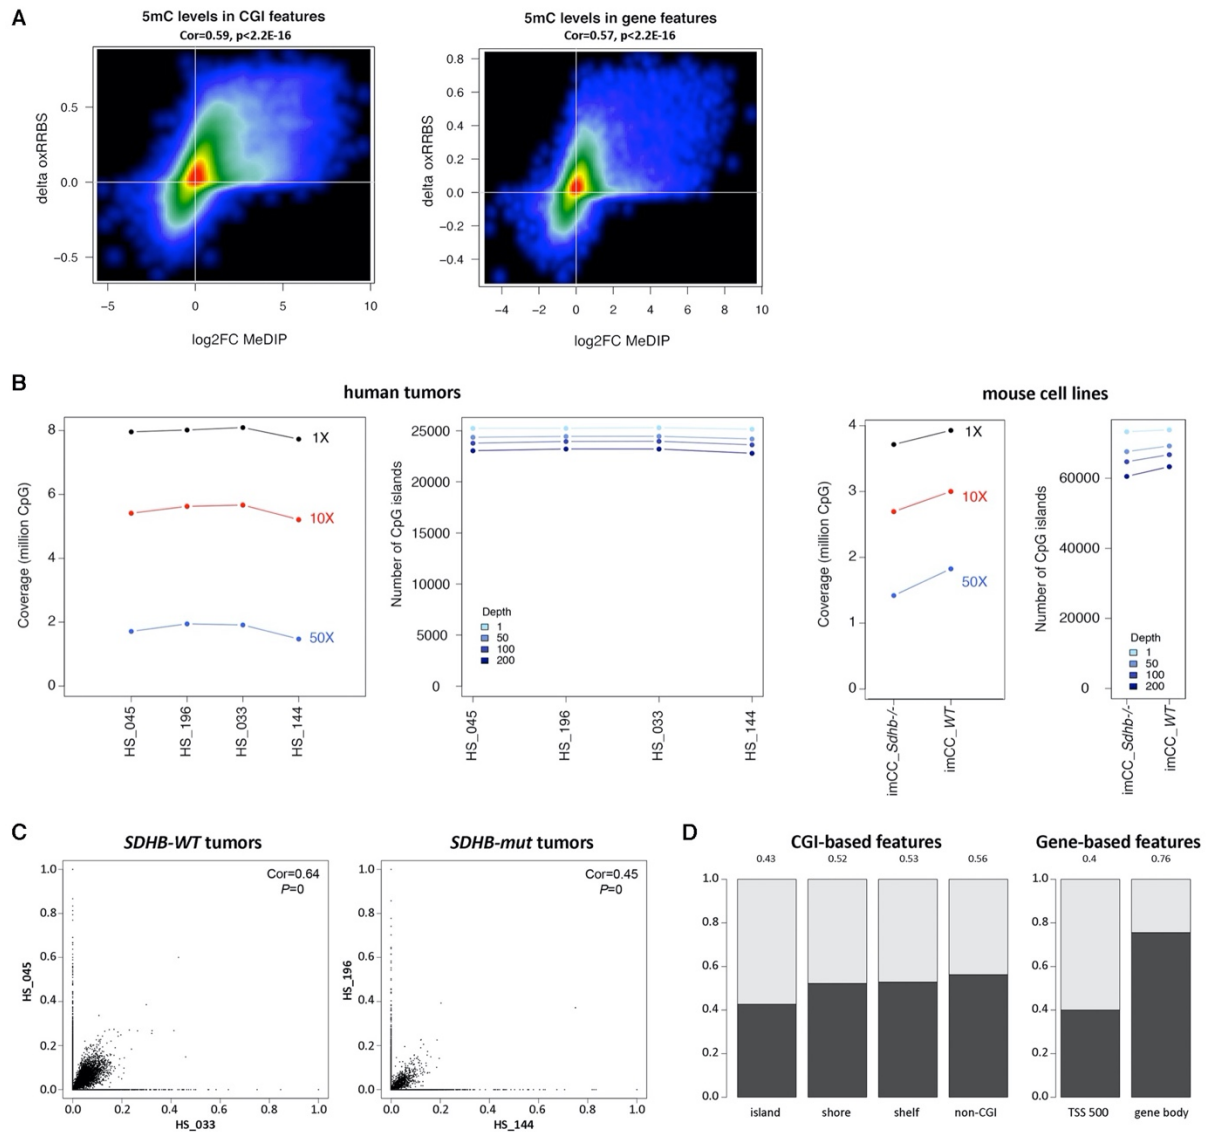 A
5mC levels in CGI features
Cor=0.59, p<2.2E-16
delta oxRRBS
0.5
0.0
−0.5
−5 0 5 10
log2FC MeDIP
5mC levels in gene features
Cor=0.57, p<2.2E-16
delta oxRRBS
0.8
0.6
0.4
0.2
0.0
−0.2
−0.4
−4 −2 0 2 4 6 8 10
log2FC MeDIP
B
human tumors
Coverage (million CpG)
8
6
4
2
0
1X
10X
50X
HS_045
HS_196
HS_033
HS_144
Number of CpG islands
25000
20000
15000
10000
5000
0
Depth
1
50
100
200
HS_045
HS_196
HS_033
HS_144
mouse cell lines
Coverage (million CpG)
4
3
2
1
0
1X
10X
50X
imCC_Sdhb-/-
imCC_WT
Number of CpG islands
60000
40000
20000
0
Depth
1
50
100
200
imCC_Sdhb-/-
imCC_WT
C
SDHB-WT tumors
Cor=0.64
P=0
HS_045
1.0
0.8
0.6
0.4
0.2
0.0
0.0 0.2 0.4 0.6 0.8 1.0
HS_033
SDHB-mut tumors
Cor=0.45
P=0
HS_196
1.0
0.8
0.6
0.4
0.2
0.0
0.0 0.2 0.4 0.6 0.8 1.0
HS_144
D
CGI-based features
0.43 0.52 0.53 0.56
1.0
0.8
0.6
0.4
0.2
0.0
island shore shelf non-CGI
Gene-based features
0.4 0.76
1.0
0.8
0.6
0.4
0.2
0.0
TSS 500 gene body